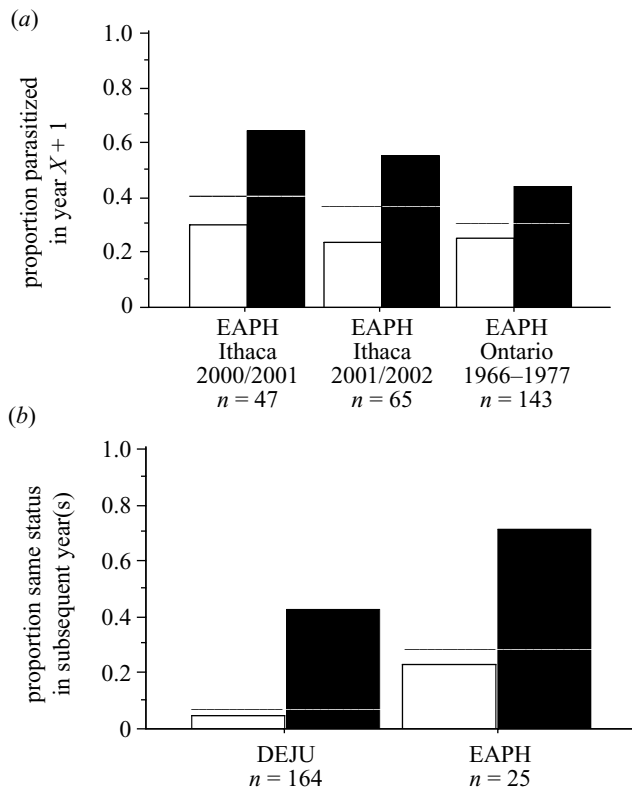 (a)
proportion parasitized
in year X + 1
1.0
0.8
0.6
0.4
0.2
0
EAPH
Ithaca
2000/2001
n = 47
EAPH
Ithaca
2001/2002
n = 65
EAPH
Ontario
1966–1977
n = 143
(b)
proportion same status
in subsequent year(s)
1.0
0.8
0.6
0.4
0.2
0
DEJU
n = 164
EAPH
n = 25